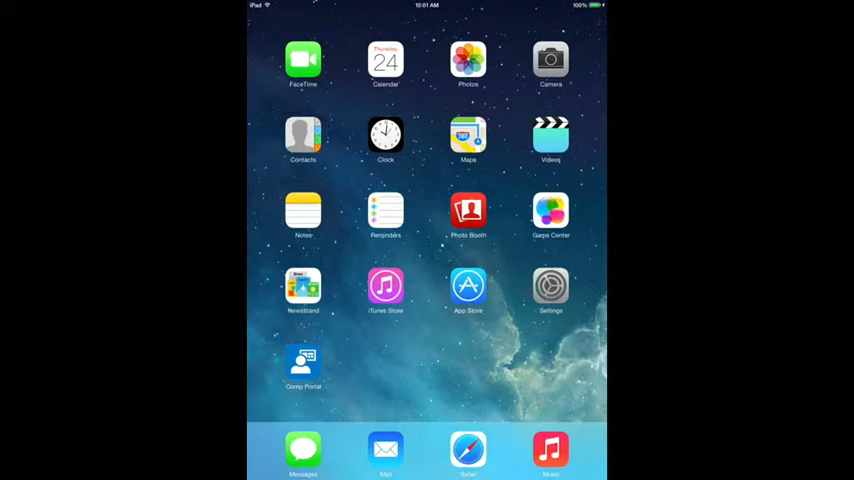 iPad 10:01 AM 100%
FaceTime Thursday 24 Calendar Photos Camera
Contacts Clock Maps Videos
Notes Reminders Photo Booth Game Center
Newsstand iTunes Store App Store Settings
Comp Portal
Messages Mail Safari Music